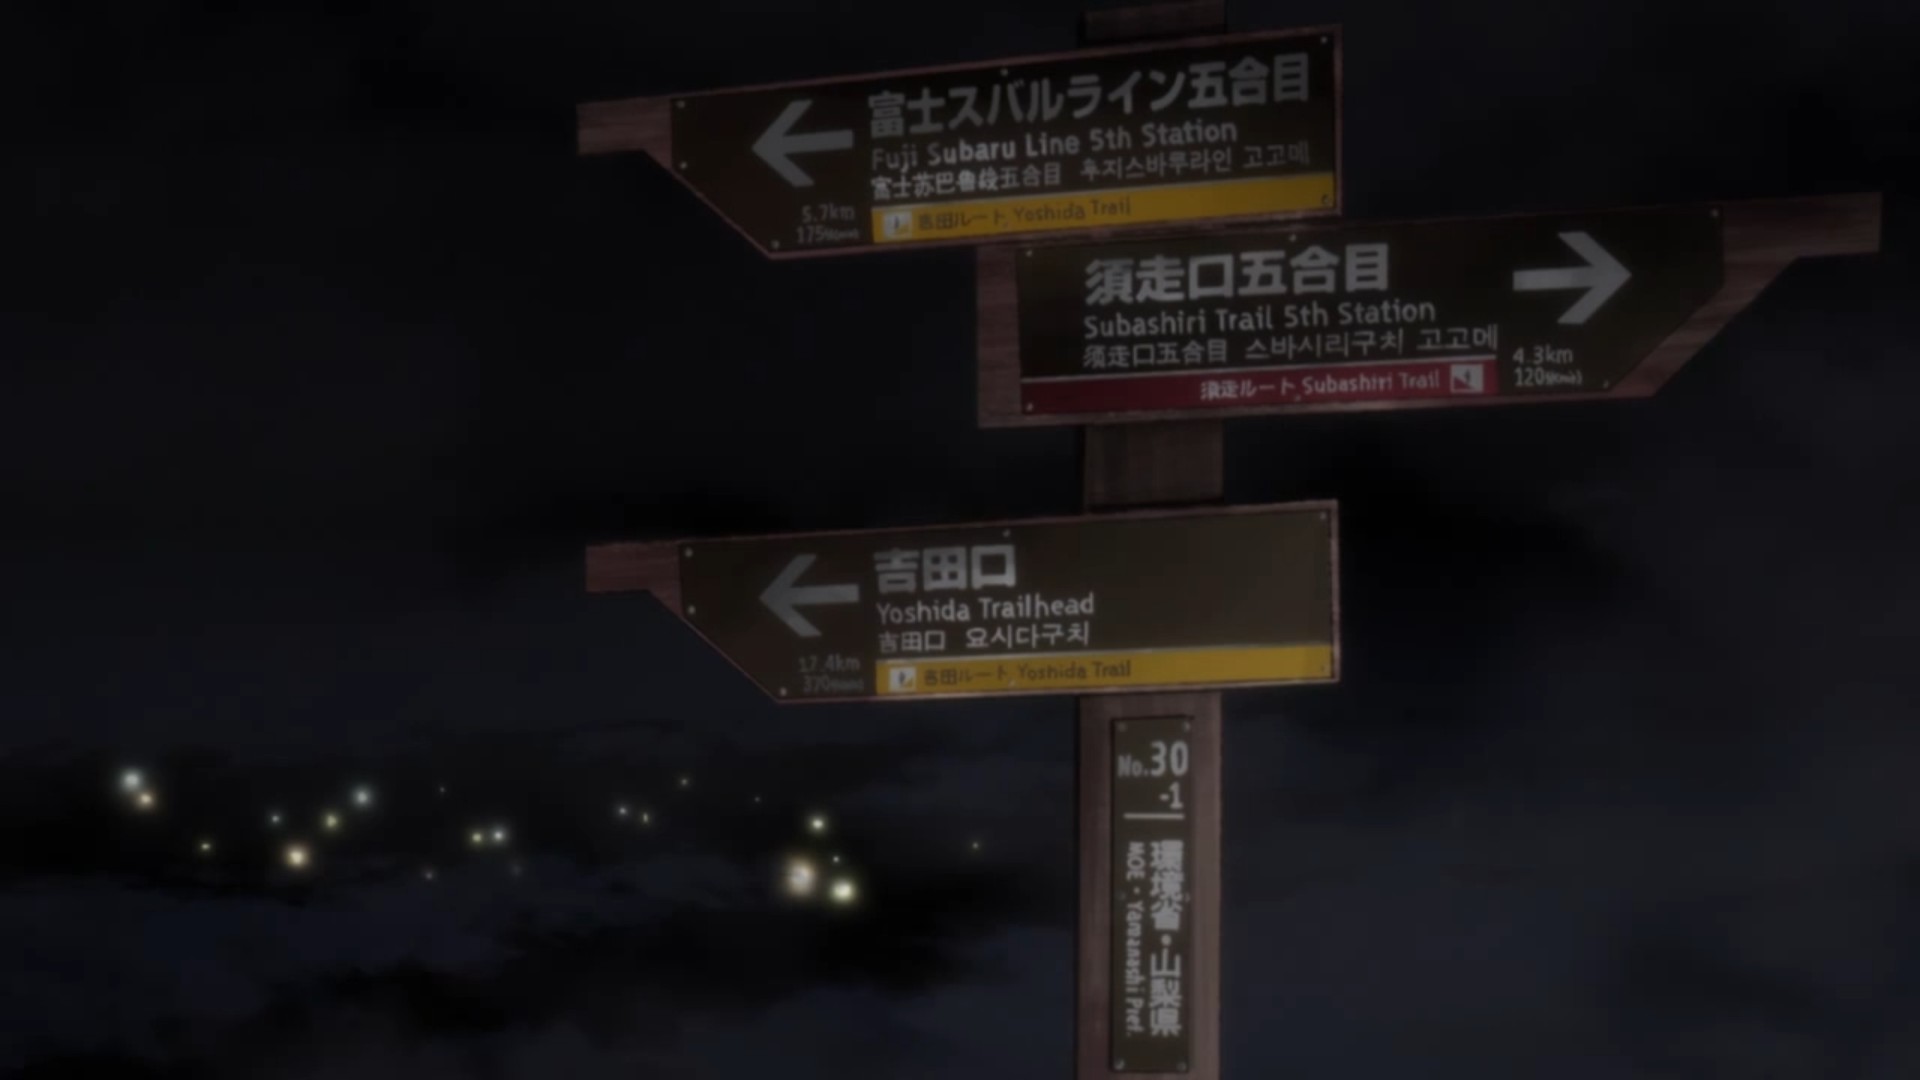 富士スバルライン五合目
Fuji Subaru Line 5th Station
富士苏巴鲁线五合目 후지스바루라인 고고메
5.7km
175
吉田ルート Yoshida Trail
須走口五合目
Subashiri Trail 5th Station
须走口五合目 스바시리구치 고고메
4.3km
120
須走ルート Subashiri Trail
吉田口
Yoshida Trailhead
吉田口 요시다구치
17.4km
370
吉田ルート Yoshida Trail
No.30
-1
環境省・山梨県
MOE・Yamanashi Pref.